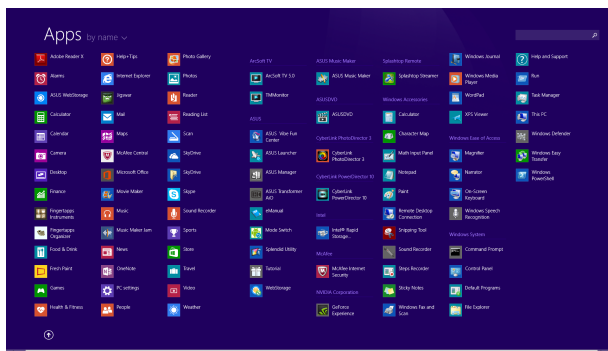 Apps by name
Adobe Reader X
Alarms
ASUS WebStorage
Calculator
Calendar
Camera
Desktop
Finance
Fingertapps
Instruments
Fingertapps
Organizer
Food & Drink
Fresh Paint
Games
Health & Fitness
Help+Tips
Internet Explorer
Jigswar
Mail
Maps
McAfee Central
Microsoft Office
Movie Maker
Music
Music Maker Jam
News
OneNote
PC settings
People
Photo Gallery
Photos
Reader
Reading List
Scan
SkyDrive
SkyDrive
Skype
Sound Recorder
Sports
Store
Travel
Video
Weather
ArcSoft TV
ArcSoft TV 5.0
TMMonitor
ASUS
ASUS Vibe Fun
Center
ASUS Launcher
ASUS Manager
ASUS Transformer
AIO
eManual
Mode Switch
Splendid Utility
Tutorial
WebStorage
ASUS Music Maker
ASUS Music Maker
ASUSDVD
ASUSDVD
CyberLink PhotoDirector 3
CyberLink
PhotoDirector 3
CyberLink PowerDirector 10
CyberLink
PowerDirector 10
Intel
Intel® Rapid
Storage ...
McAfee
McAfee Internet
Security
NVIDIA Corporation
GeForce
Experience
Splashtop Remote
Splashtop Streamer
Windows Accessories
Calculator
Character Map
Math Input Panel
Notepad
Paint
Remote Desktop
Connection
Snipping Tool
Sound Recorder
Steps Recorder
Sticky Notes
Windows Fax and
Scan
Windows Journal
Windows Media
Player
WordPad
XPS Viewer
Windows Ease of Access
Magnifier
Narrator
On-Screen
Keyboard
Windows Speech
Recognition
Windows System
Command Prompt
Control Panel
Default Programs
File Explorer
Help and Support
Run
Task Manager
This PC
Windows Defender
Windows Easy
Transfer
Windows
PowerShell